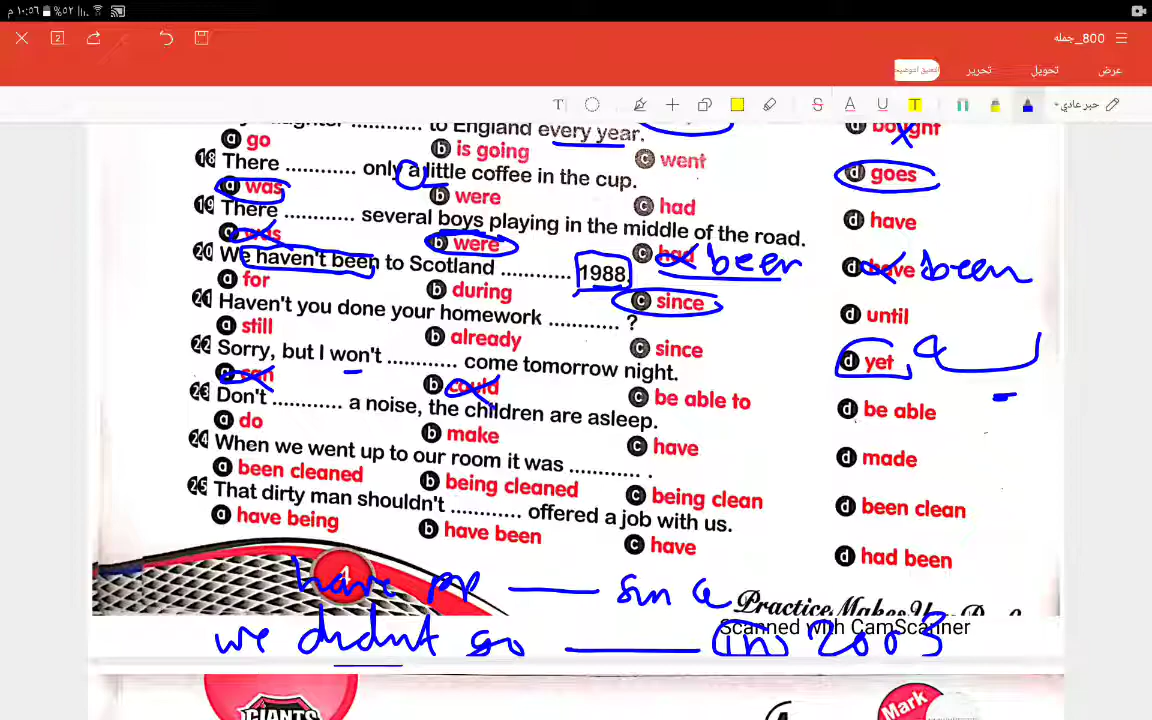 ١٠:٥٦ م
٥٢%
800_جمله
عرض
تحويل
تحرير
حبر عادي
............ to England every year.
d bought
a go
b is going
c went
d goes
18 There ............ only a little coffee in the cup.
a was
b were
c had
d have
19 There ............ several boys playing in the middle of the road.
a was
b were
c had been
d have been
20 We haven't been to Scotland ............ 1988.
a for
b during
c since
d until
21 Haven't you done your homework ............ ?
a still
b already
c since
d yet
22 Sorry, but I won't ............ come tomorrow night.
a can
b could
c be able to
d be able
23 Don't ............ a noise, the children are asleep.
a do
b make
c have
d made
24 When we went up to our room it was ............ .
a been cleaned
b being cleaned
c being clean
d been clean
25 That dirty man shouldn't ............ offered a job with us.
a have being
b have been
c have
d had been
have pp
we didn't go in 2003
Scanned with CamScanner
GIANTS
Mark